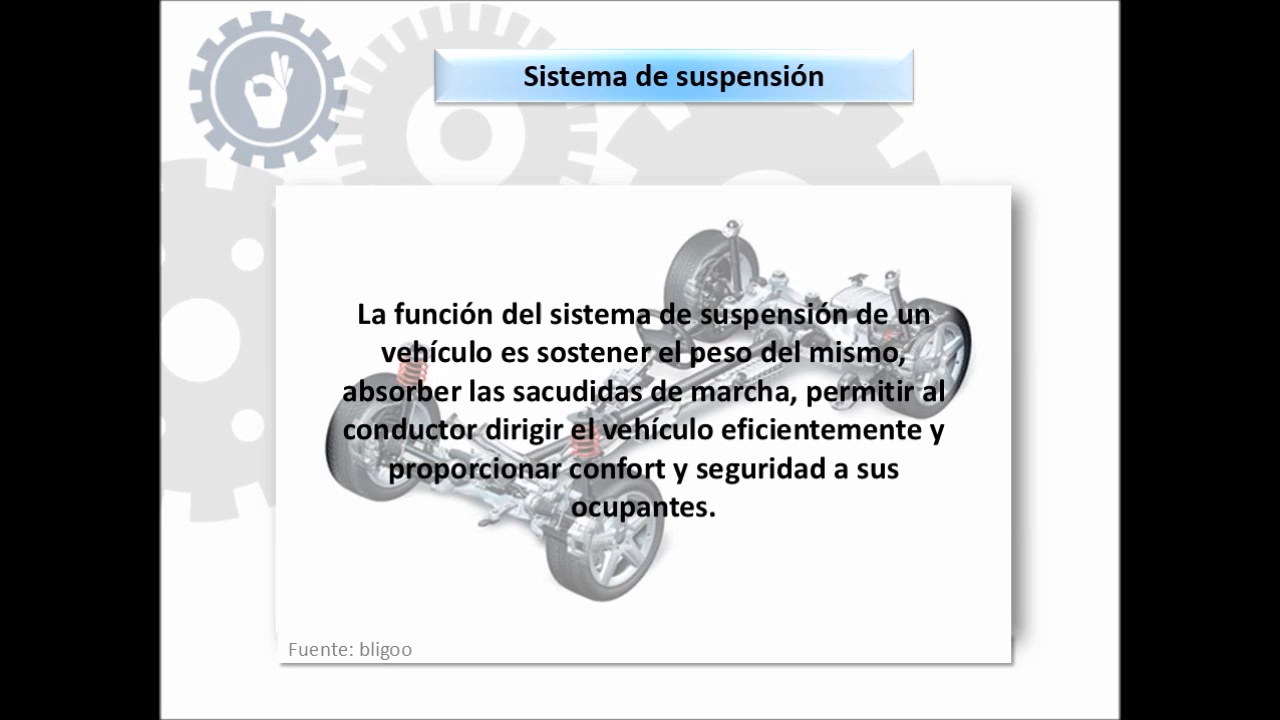 Sistema de suspensión
La función del sistema de suspensión de un
vehículo es sostener el peso del mismo,
absorber las sacudidas de marcha, permitir al
conductor dirigir el vehículo eficientemente y
proporcionar confort y seguridad a sus
ocupantes.
Fuente: bligoo